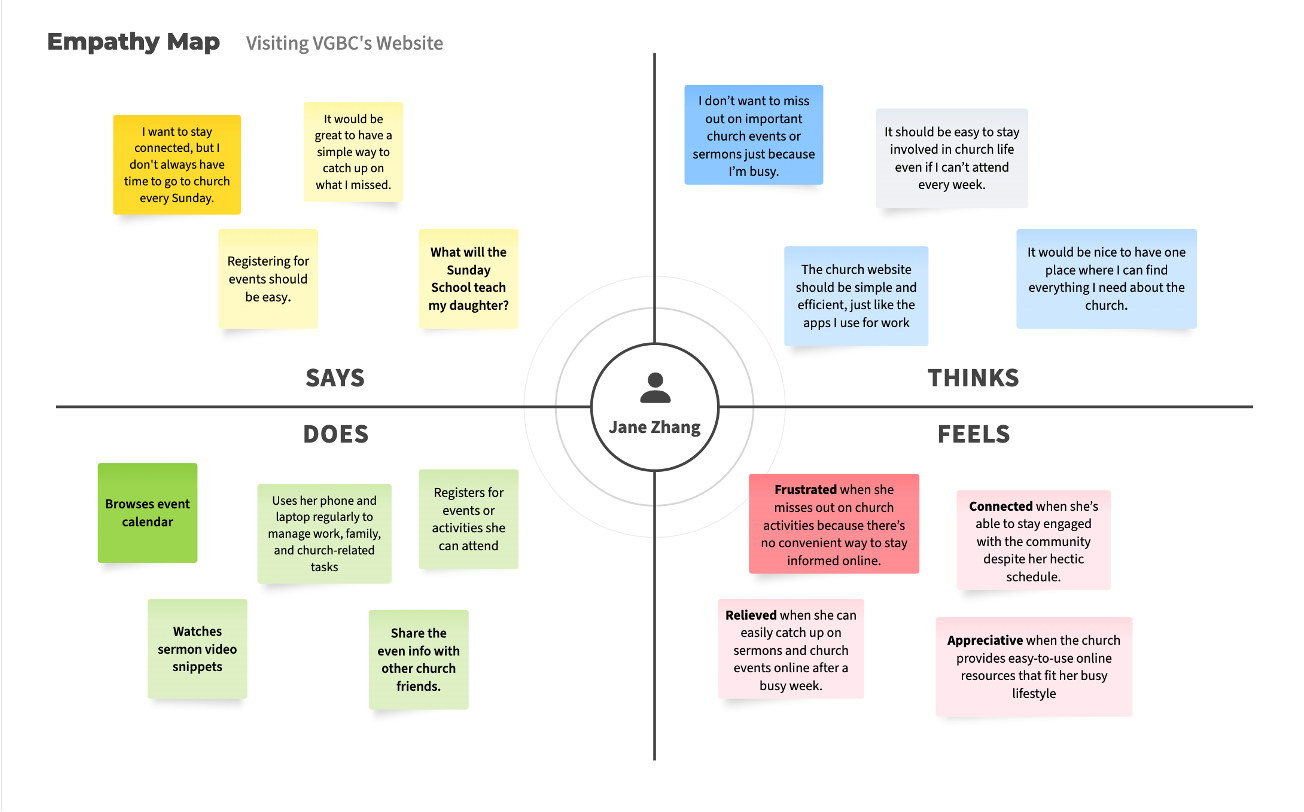 Empathy Map Visiting VGBC's Website
I want to stay
connected, but I
don't always have
time to go to church
every Sunday.
It would be
great to have a
simple way to
catch up on
what I missed.
Registering for
events should
be easy.
What will the
Sunday
School teach
my daughter?
SAYS
I don't want to miss
out on important
church events or
sermons just because
I'm busy.
It should be easy to stay
involved in church life
even if I can't attend
every week.
The church website
should be simple and
efficient, just like the
apps I use for work
It would be nice to have one
place where I can find
everything I need about the
church.
THINKS
Jane Zhang
DOES
Browses event
calendar
Uses her phone and
laptop regularly to
manage work, family,
and church-related
tasks
Registers for
events or
activities she
can attend
Watches
sermon video
snippets
Share the
even info with
other church
friends.
FEELS
Frustrated when she
misses out on church
activities because there's
no convenient way to stay
informed online.
Connected when she's
able to stay engaged
with the community
despite her hectic
schedule.
Relieved when she can
easily catch up on
sermons and church
events online after a
busy week.
Appreciative when the church
provides easy-to-use online
resources that fit her busy
lifestyle